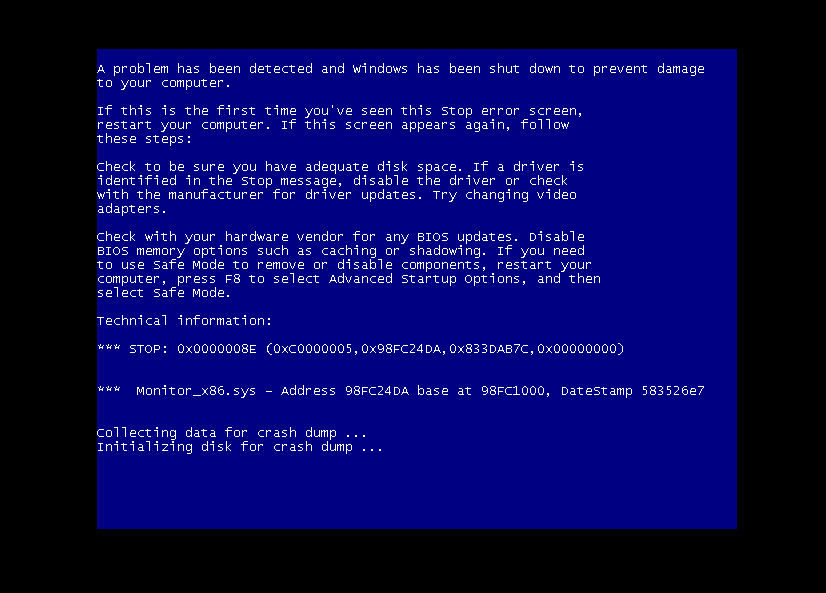 A problem has been detected and Windows has been shut down to prevent damage
to your computer.
If this is the first time you've seen this Stop error screen,
restart your computer. If this screen appears again, follow
these steps:
Check to be sure you have adequate disk space. If a driver is
identified in the Stop message, disable the driver or check
with the manufacturer for driver updates. Try changing video
adapters.
Check with your hardware vendor for any BIOS updates. Disable
BIOS memory options such as caching or shadowing. If you need
to use Safe Mode to remove or disable components, restart your
computer, press F8 to select Advanced Startup Options, and then
select Safe Mode.
Technical information:
*** STOP: 0x0000008E (0xC0000005,0x98FC24DA,0x833DAB7C,0x00000000)
***  Monitor_x86.sys - Address 98FC24DA base at 98FC1000, DateStamp 583526e7
Collecting data for crash dump ...
Initializing disk for crash dump ...